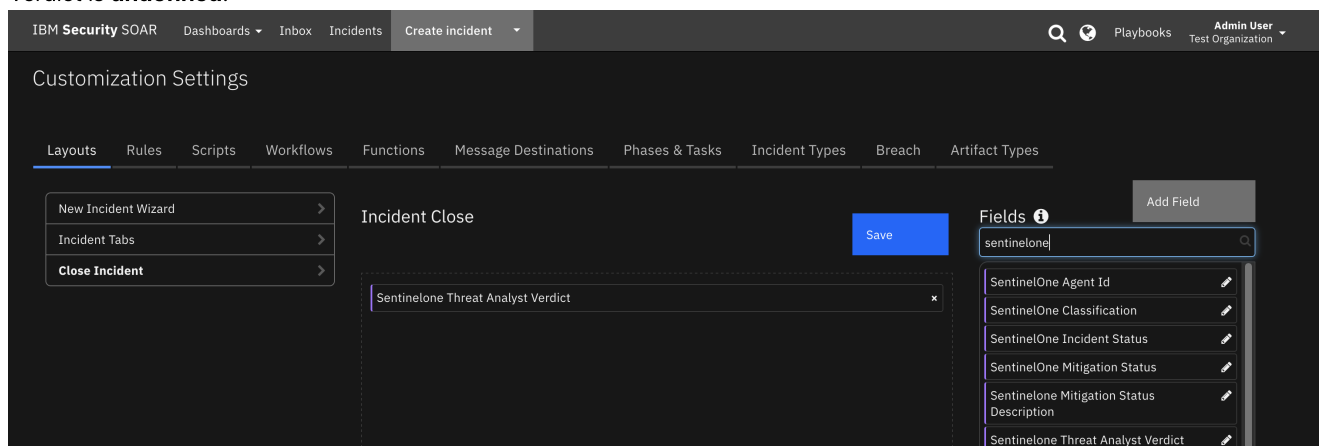 IBM Security SOAR Dashboards Inbox Incidents Create incident Playbooks Admin User
Test Organization
Customization Settings
Layouts Rules Scripts Workflows Functions Message Destinations Phases & Tasks Incident Types Breach Artifact Types
New Incident Wizard
Incident Tabs
Close Incident
Incident Close
Save
Sentinelone Threat Analyst Verdict
Fields
Add Field
sentinelone
SentinelOne Agent Id
SentinelOne Classification
SentinelOne Incident Status
SentinelOne Mitigation Status
Sentinelone Mitigation Status
Description
Sentinelone Threat Analyst Verdict